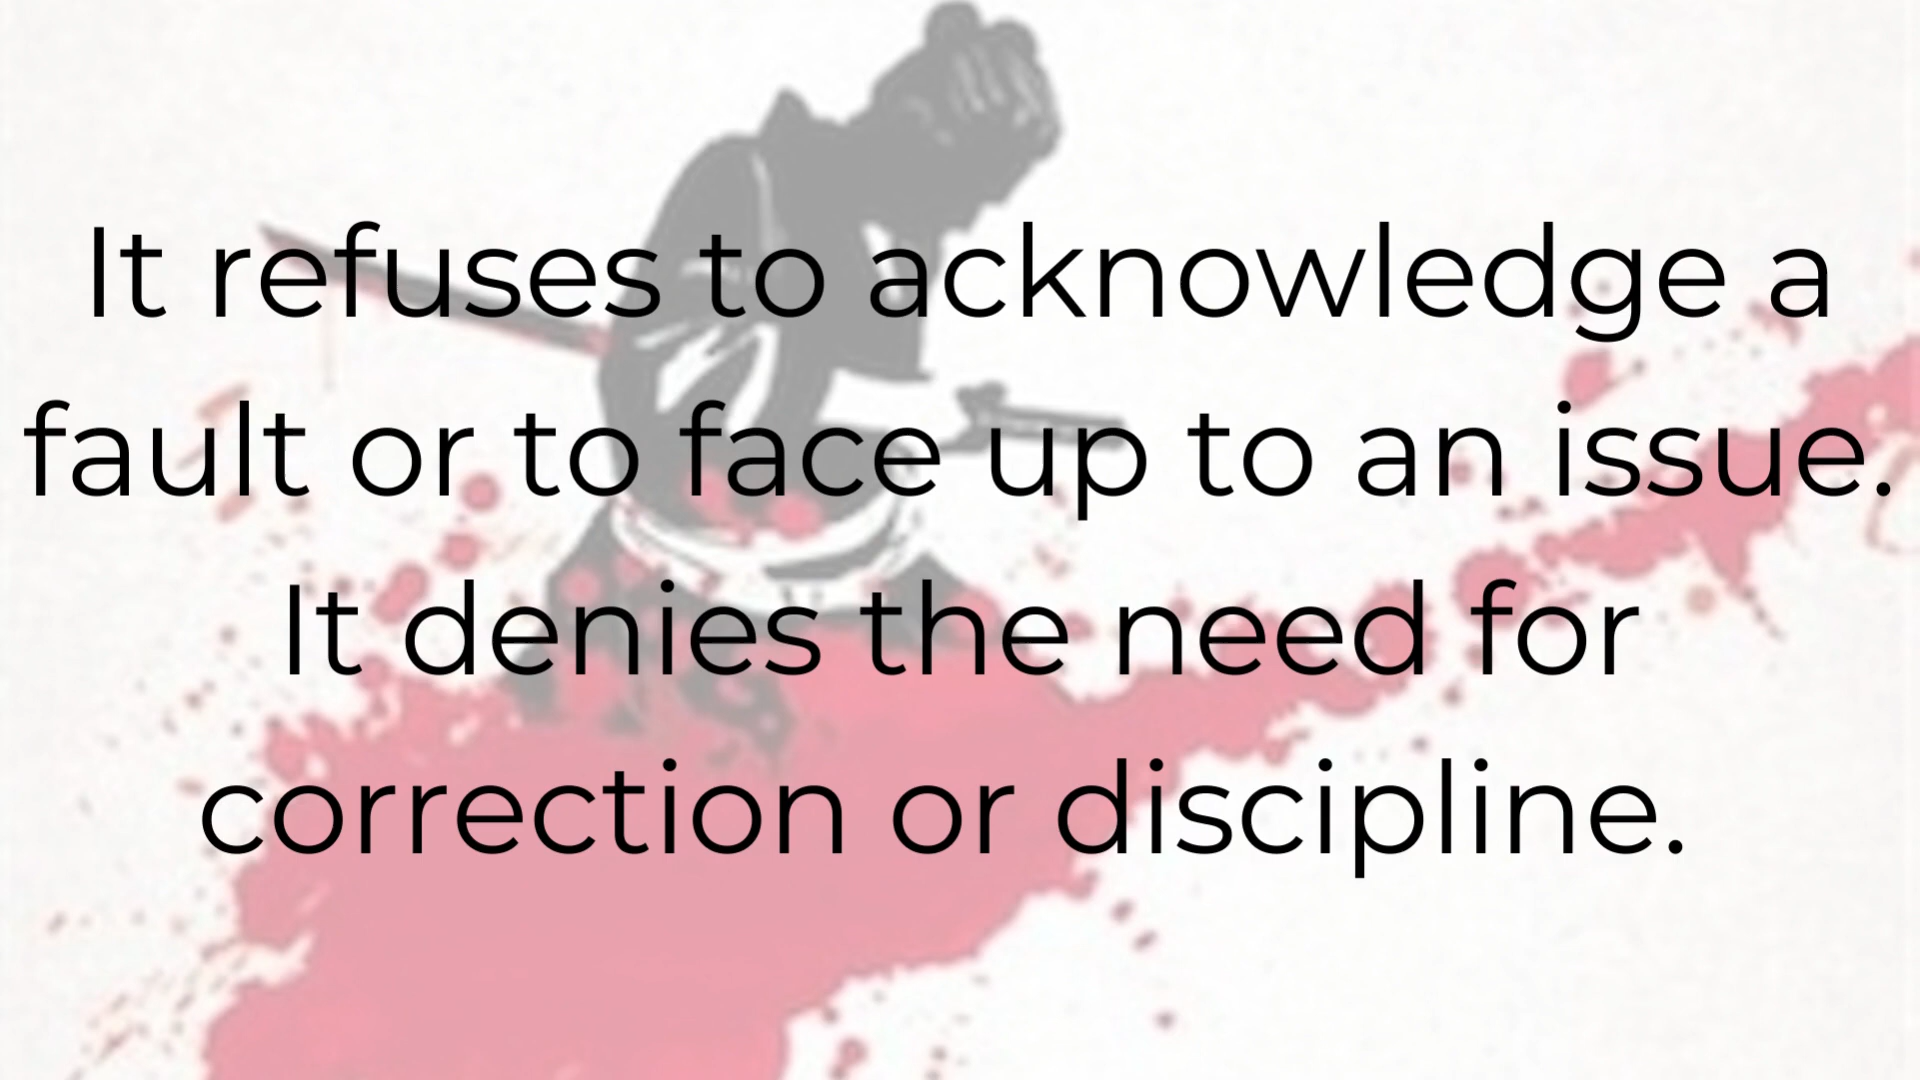 It refuses to acknowledge a
fault or to face up to an issue.
It denies the need for
correction or discipline.